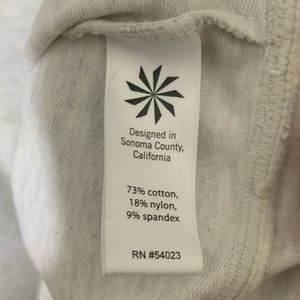 Designed in
Sonoma County,
California
73% cotton,
18% nylon,
9% spandex
RN #54023